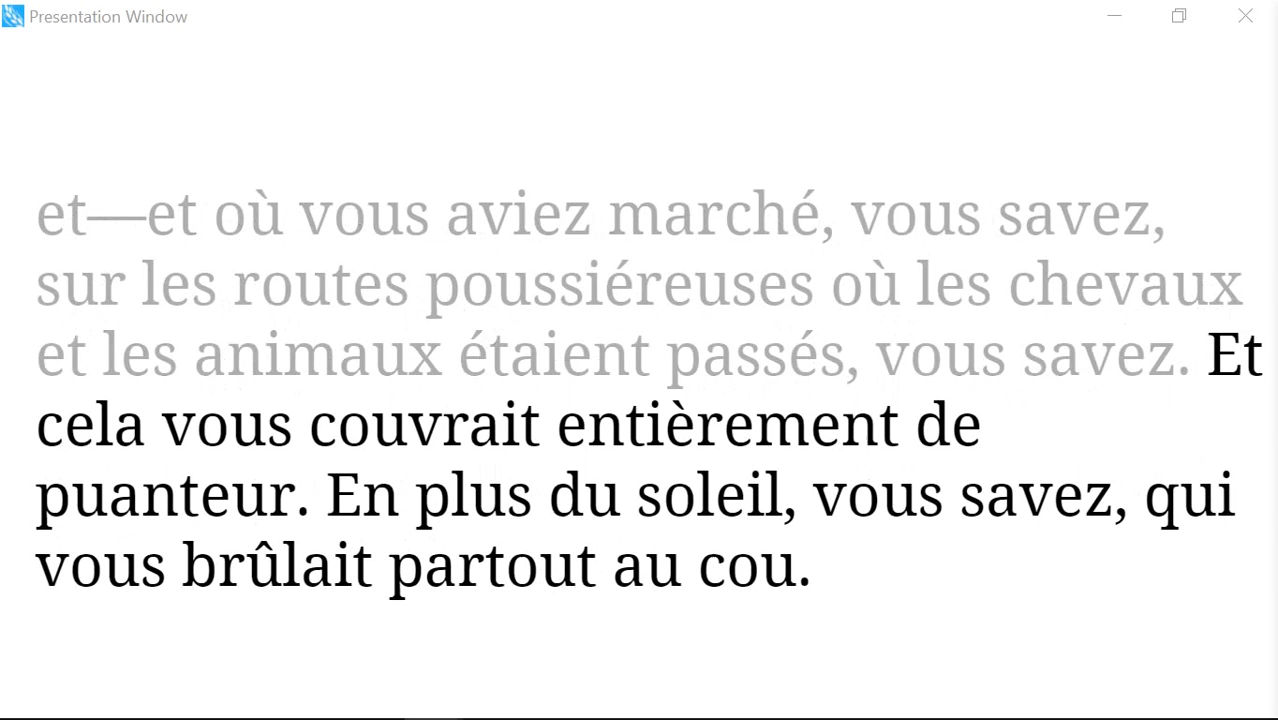 Presentation Window
et—et où vous aviez marché, vous savez,
sur les routes poussiéreuses où les chevaux
et les animaux étaient passés, vous savez. Et
cela vous couvrait entièrement de
puanteur. En plus du soleil, vous savez, qui
vous brûlait partout au cou.